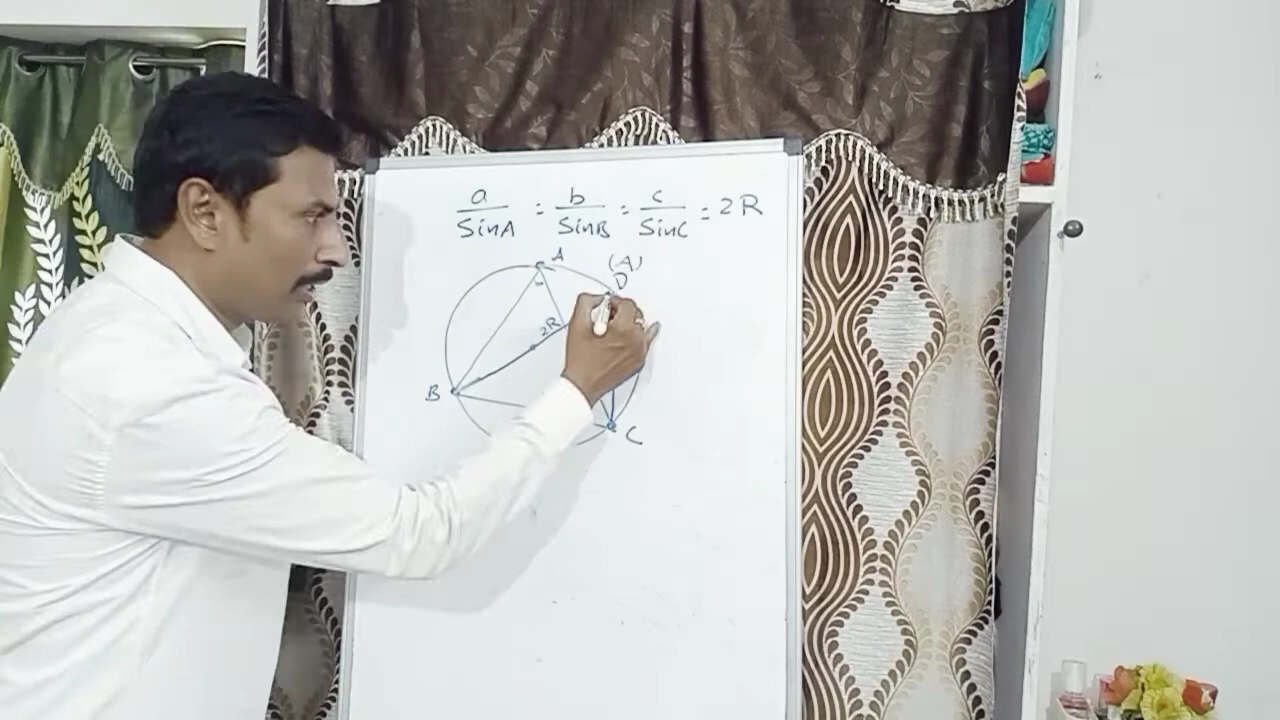 a/SinA = b/SinB = c/SinC = 2R
A
(A)
D
2R
B
C